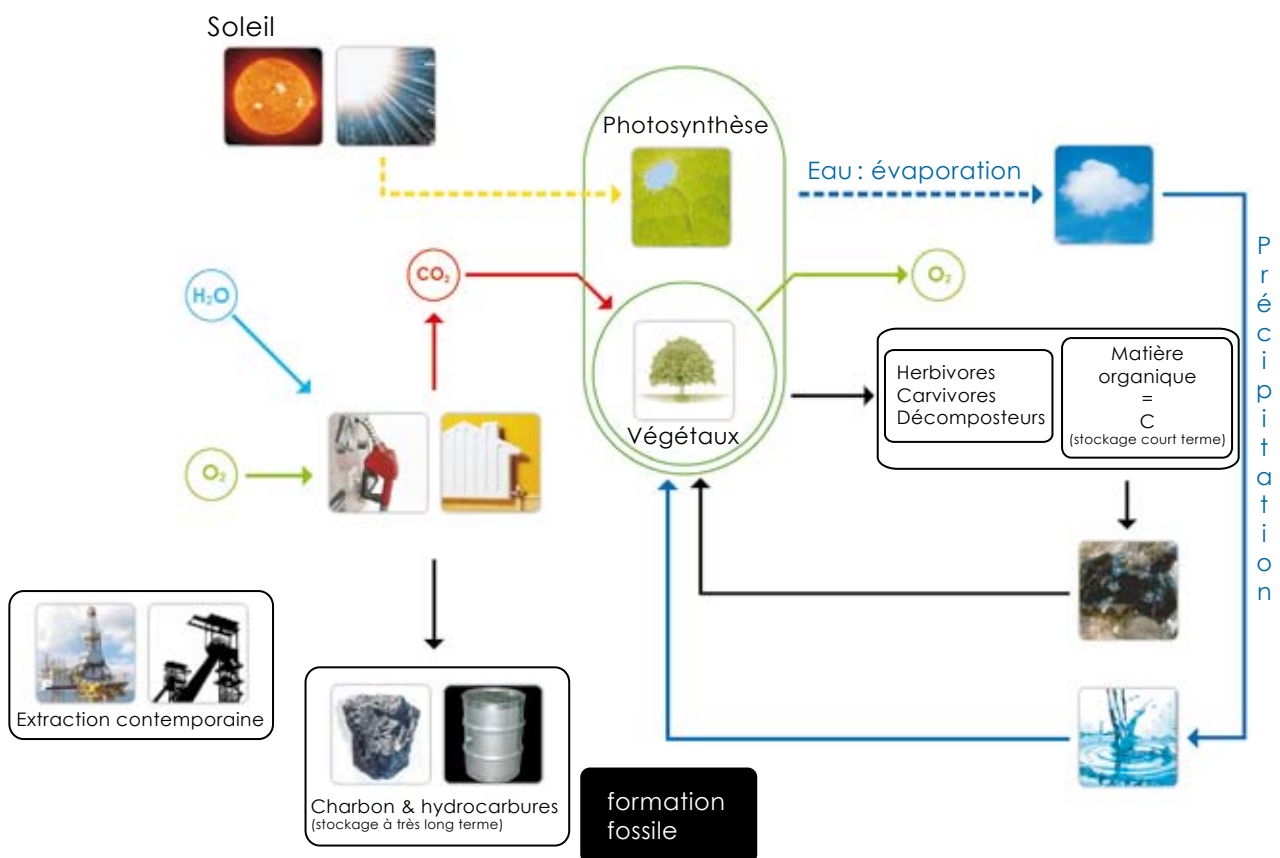 Soleil
Photosynthèse
Eau : évaporation
Précipitation
H₂O
CO₂
O₂
O₂
Végétaux
Herbivores
Carvivores
Décomposteurs
Matière
organique
=
C
(stockage court terme)
Extraction contemporaine
Charbon & hydrocarbures
(stockage à très long terme)
formation
fossile